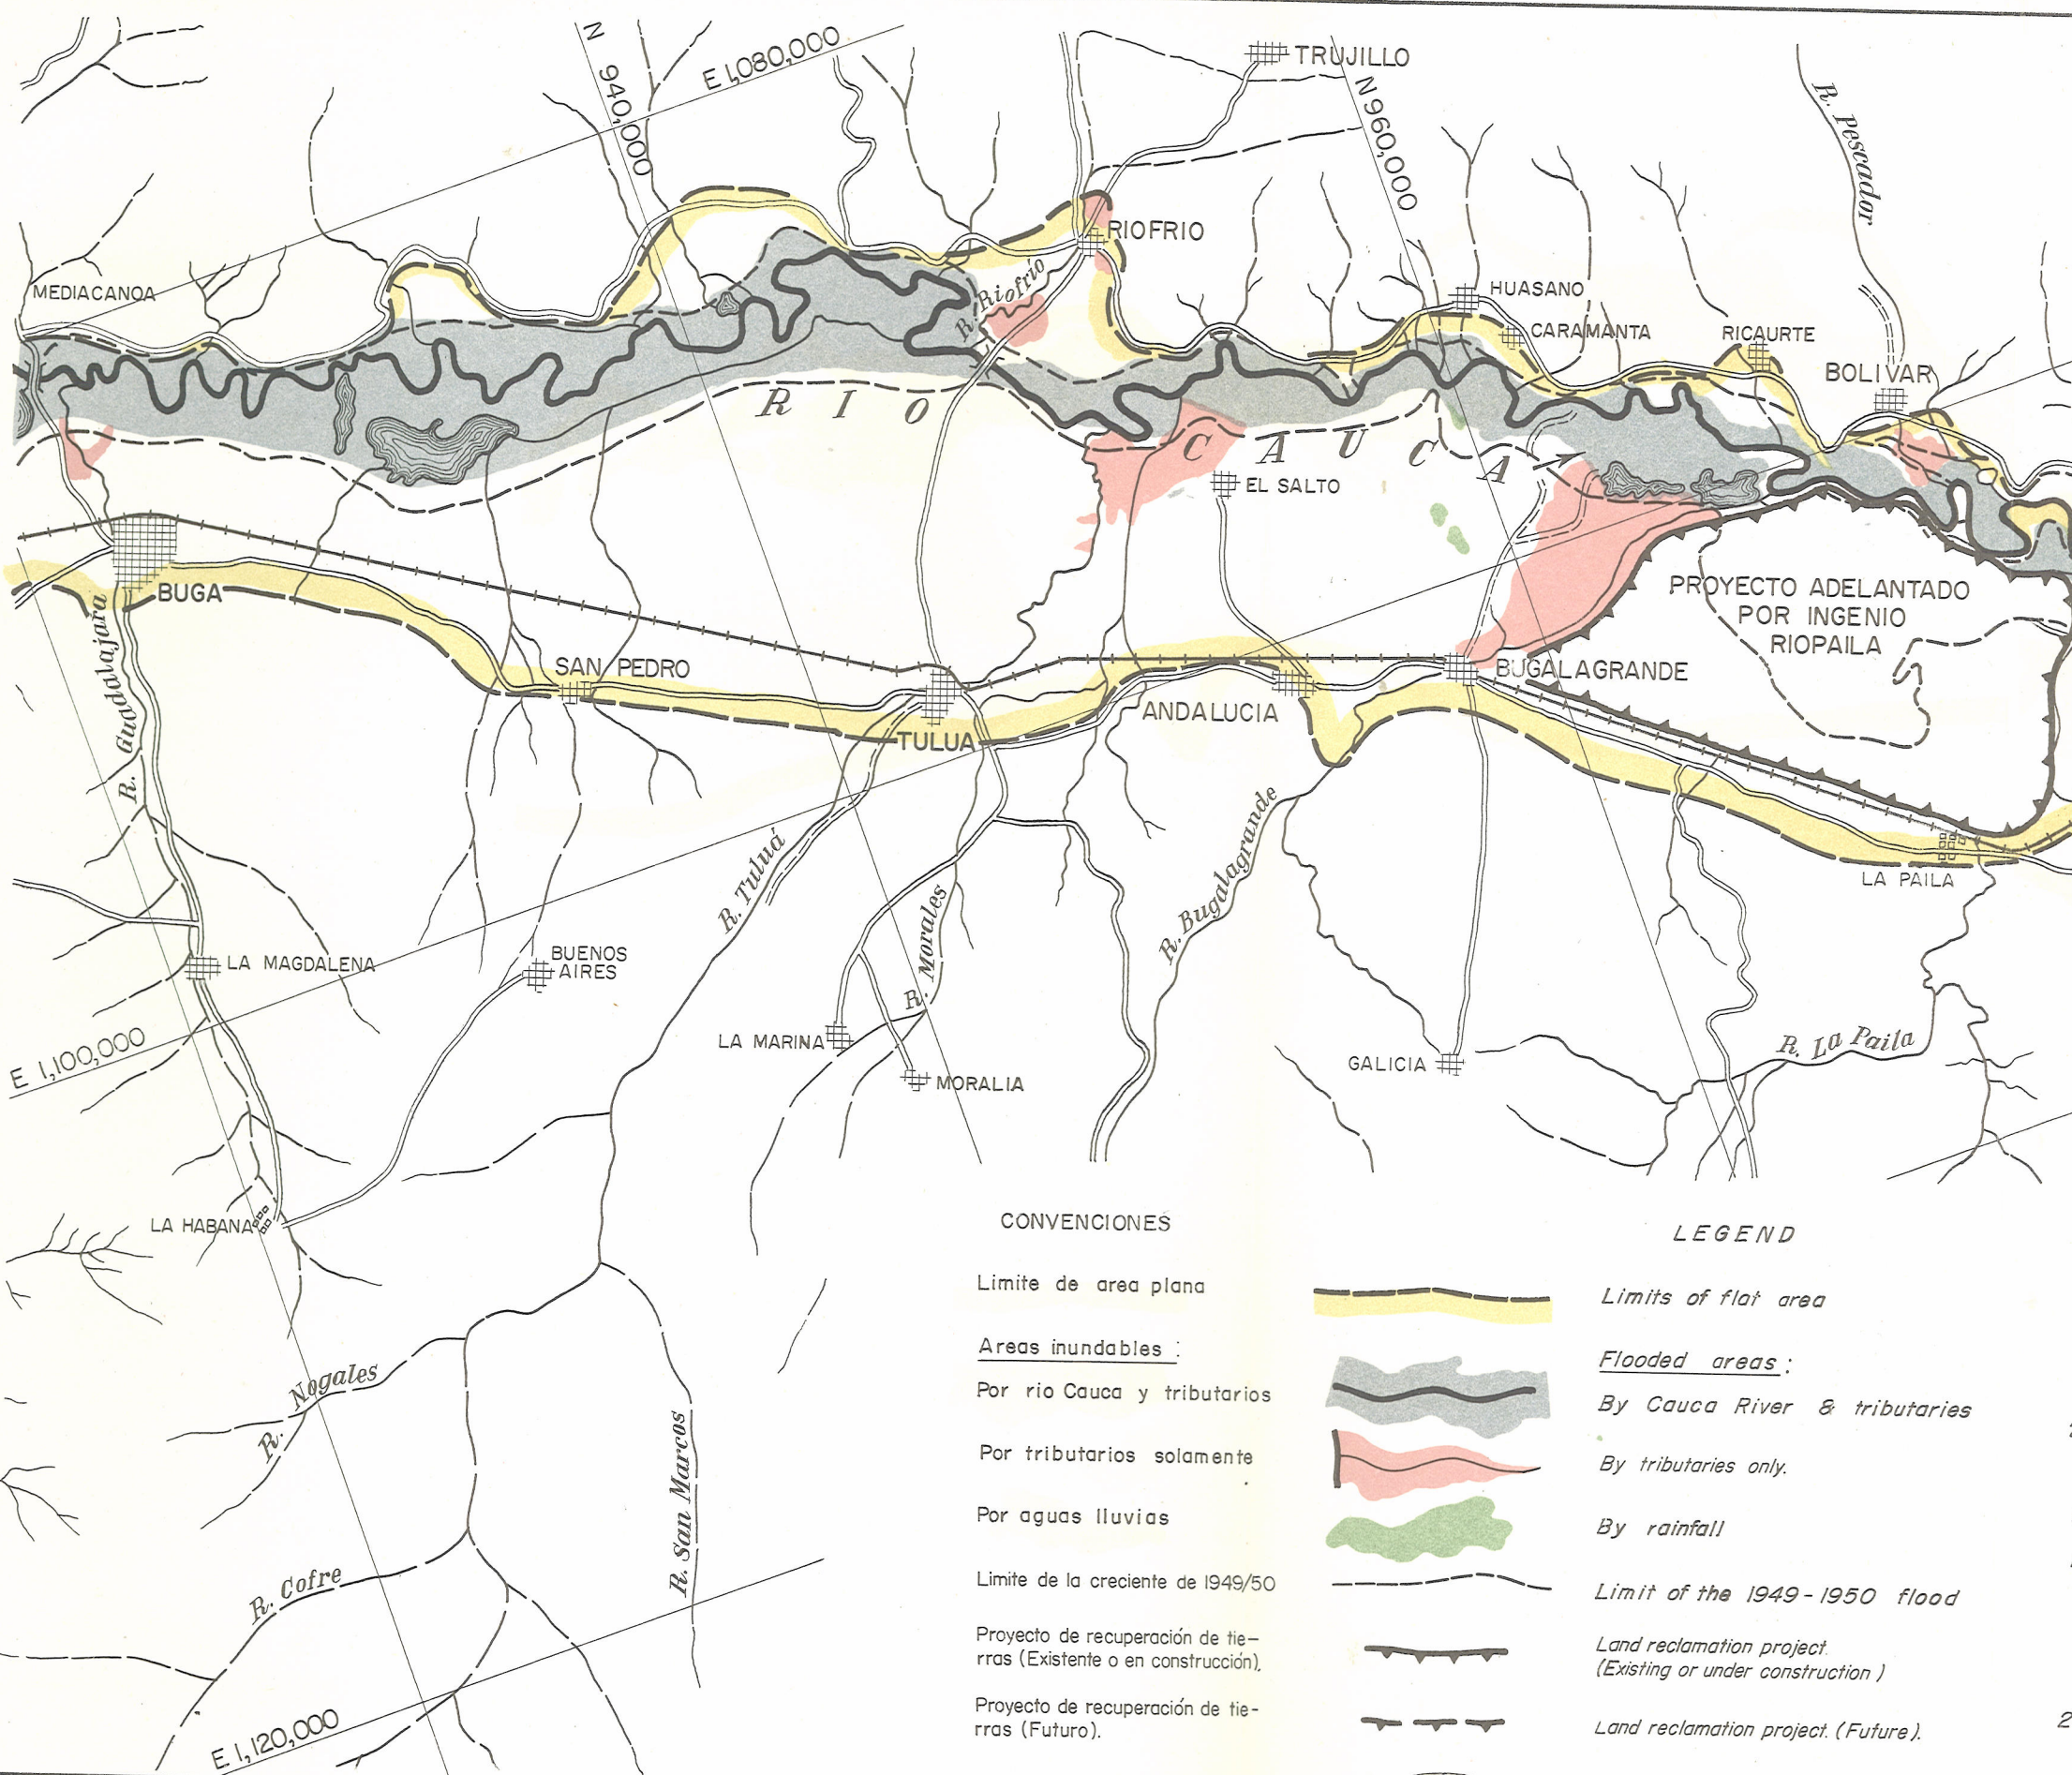 N 940,000
E 1,080,000
TRUJILLO
N 960,000
R. Pescador
RIOFRIO
R. Riofrío
MEDIACANOA
HUASANO
CARAMANTA
RICAURTE
BOLIVAR
RIO
CAUCA
EL SALTO
PROYECTO ADELANTADO
POR INGENIO
RIOPAILA
BUGA
R. Guadalajara
SAN PEDRO
TULUA
ANDALUCIA
BUGALAGRANDE
R. Tuluá
R. Morales
R. Bugalagrande
LA PAILA
LA MAGDALENA
BUENOS
AIRES
E 1,100,000
LA MARINA
MORALIA
GALICIA
R. La Paila
LA HABANA
R. Nogales
R. San Marcos
R. Cofre
E 1,120,000
CONVENCIONES
LEGEND
Limite de area plana
Limits of flat area
Areas inundables :
Flooded areas :
Por rio Cauca y tributarios
By Cauca River & tributaries
Por tributarios solamente
By tributaries only.
Por aguas lluvias
By rainfall
Limite de la creciente de 1949/50
Limit of the 1949-1950 flood
Proyecto de recuperación de tie-
rras (Existente o en construcción).
Land reclamation project.
(Existing or under construction)
Proyecto de recuperación de tie-
rras (Futuro).
Land reclamation project. (Future).